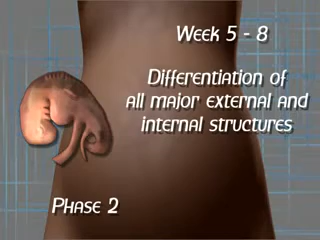 Week 5 - 8
Differentiation of
all major external and
internal structures
Phase 2